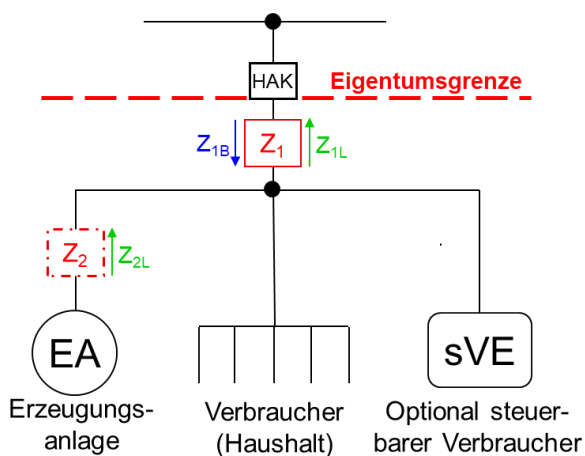 HAK
Eigentumsgrenze
Z1B
Z1
Z1L
Z2
Z2L
EA
sVE
Erzeugungs-
anlage
Verbraucher
(Haushalt)
Optional steuer-
barer Verbraucher